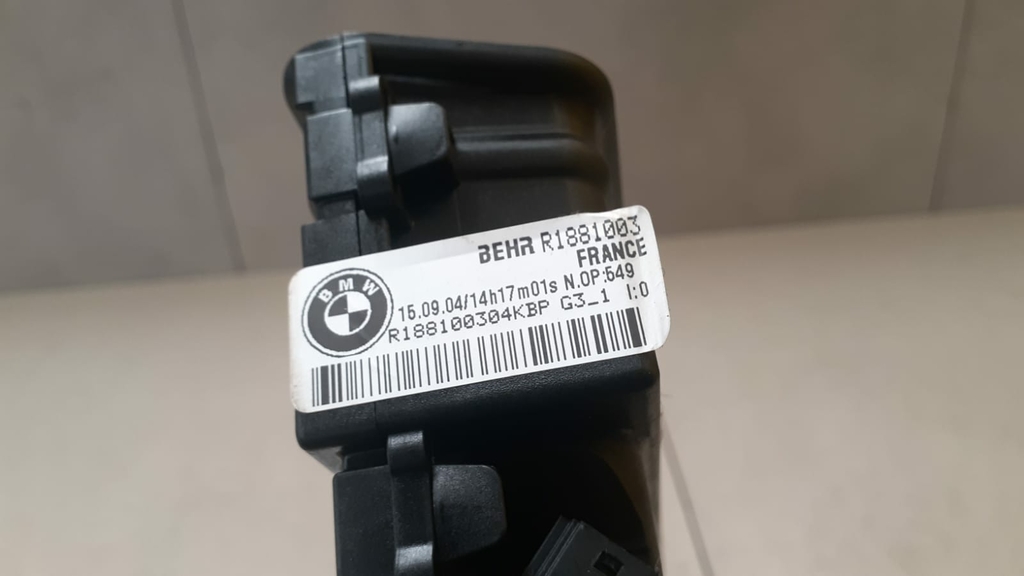 BEHR R1881003
FRANCE
BMW
15.09.04/14h17m01s N.OP:549
R188100304KBP G3_1 I:0